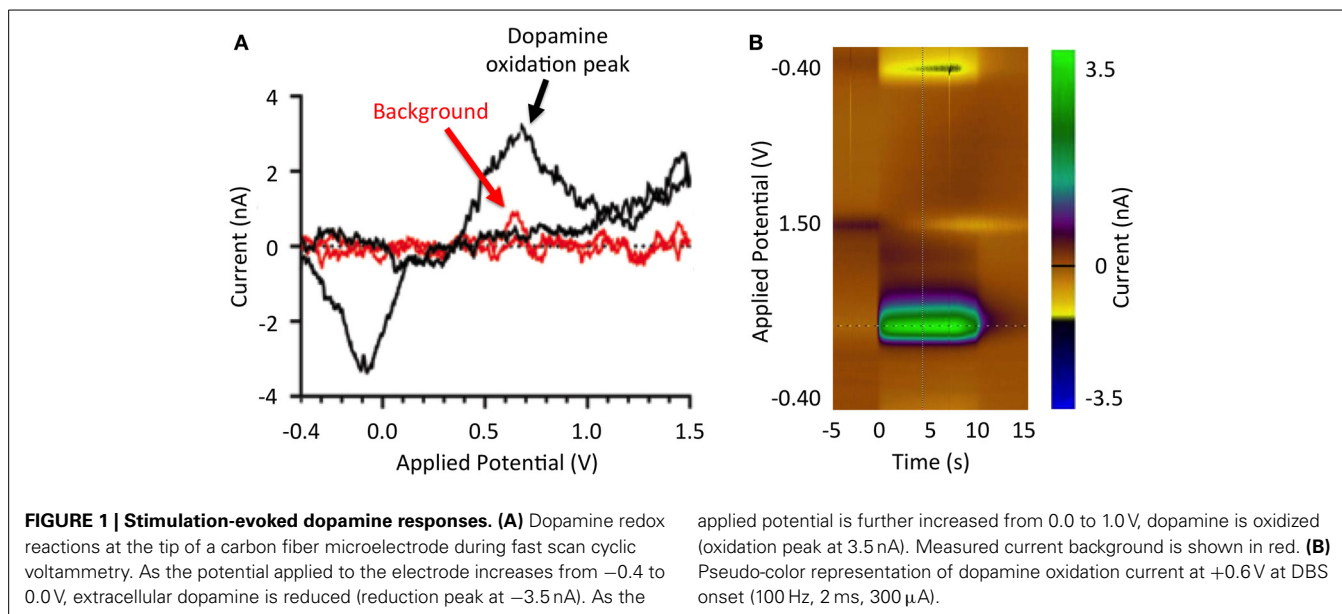 A
Dopamine
oxidation peak
Background
4
2
0
-2
-4
Current (nA)
-0.4
0.0
0.5
1.0
1.5
Applied Potential (V)
B
-0.40
1.50
-0.40
Applied Potential (V)
-5
0
5
10
15
Time (s)
3.5
0
-3.5
Current (nA)
FIGURE 1 | Stimulation-evoked dopamine responses. (A) Dopamine redox
reactions at the tip of a carbon fiber microelectrode during fast scan cyclic
voltammetry. As the potential applied to the electrode increases from −0.4 to
0.0 V, extracellular dopamine is reduced (reduction peak at −3.5 nA). As the
applied potential is further increased from 0.0 to 1.0 V, dopamine is oxidized
(oxidation peak at 3.5 nA). Measured current background is shown in red. (B)
Pseudo-color representation of dopamine oxidation current at +0.6 V at DBS
onset (100 Hz, 2 ms, 300 μA).